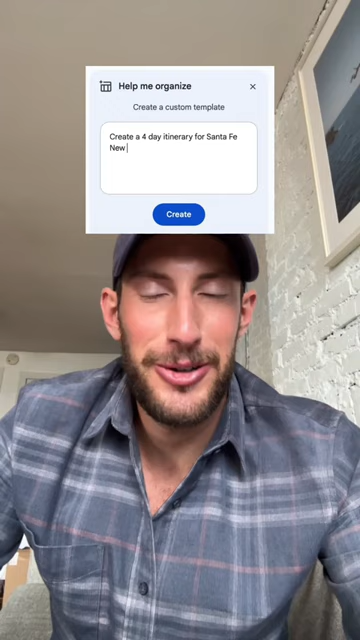 Help me organize
Create a custom template
Create a 4 day itinerary for Santa Fe
New
Create